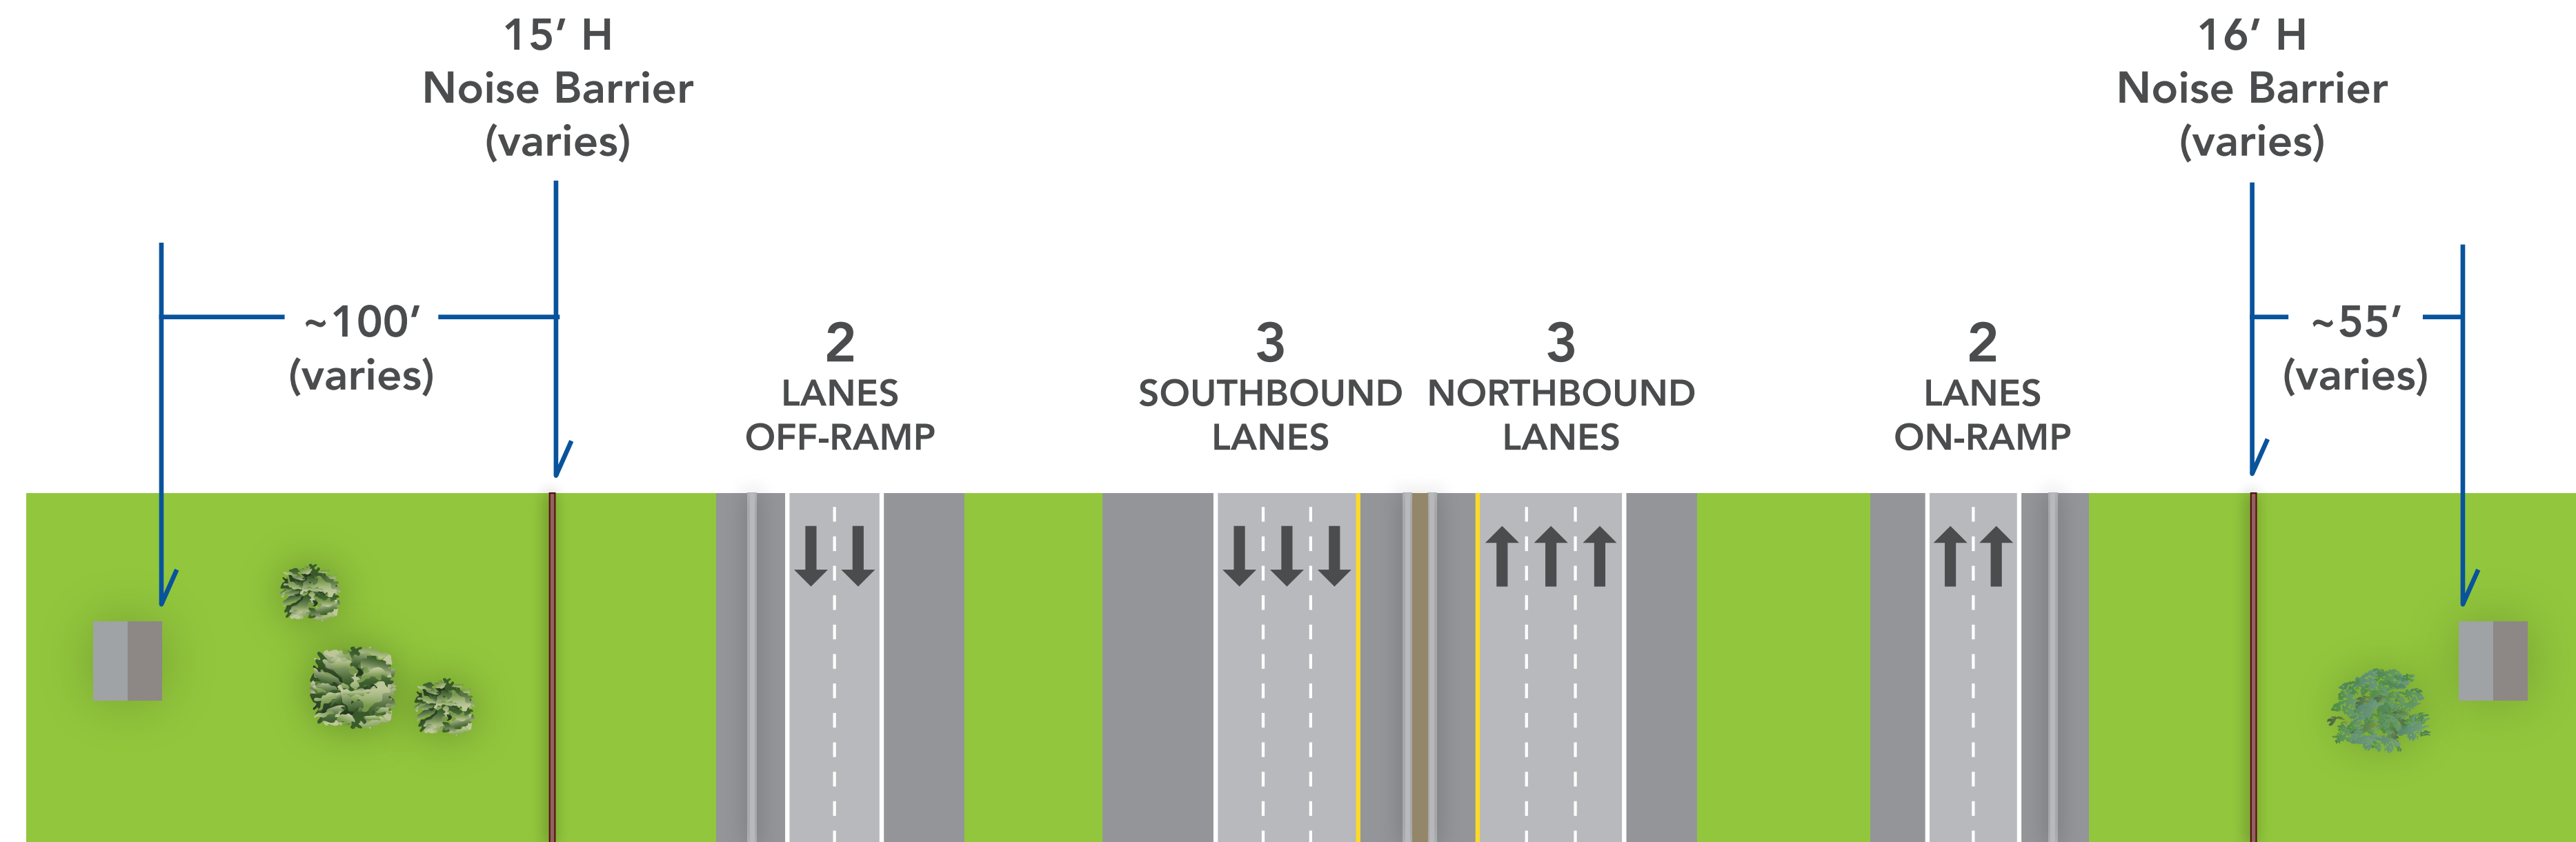 15′ H
Noise Barrier
(varies)
16′ H
Noise Barrier
(varies)
~100′
(varies)
2
LANES
OFF-RAMP
3
SOUTHBOUND
LANES
3
NORTHBOUND
LANES
2
LANES
ON-RAMP
~55′
(varies)